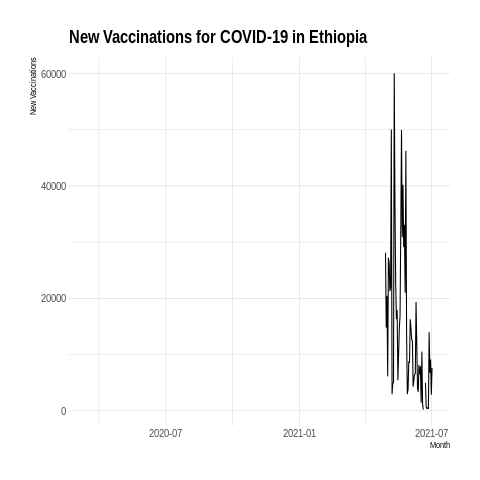 New Vaccinations for COVID-19 in Ethiopia
New Vaccinations
60000
40000
20000
0
2020-07 2021-01 2021-07
Month